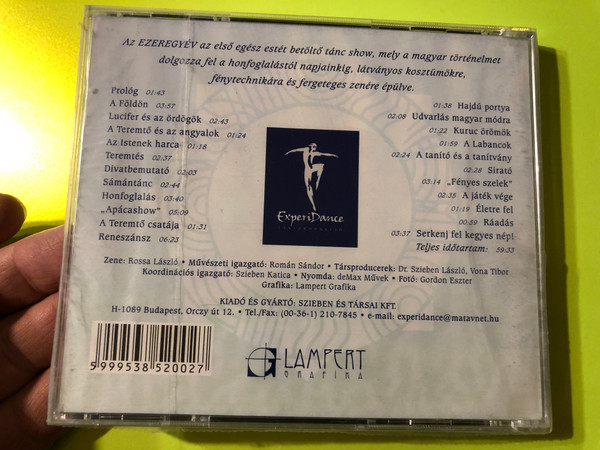 Az EZEREGYÉV az első egész estét betöltő tánc show, mely a magyar történelmet
dolgozza fel a honfoglalástól napjainkig, látványos kosztümökre,
fénytechnikára és fergeteges zenére épülve.
Prológ 01:43
A Földön 03:57
Lucifer és az ördögök 02:43
A Teremtő és az angyalok 01:24
Az Istenek harca 01:18
Teremtés 02:37
Divatbemutató 02:03
Sámántánc 02:44
Honfoglalás 03:40
„Apácashow" 05:09
A Teremtő csatája 01:31
Reneszánsz 06:23
01:38 Hajdú portya
02:08 Udvarlás magyar módra
01:22 Kuruc örömök
01:59 A Labancok
02:24 A tanító és a tanítvány
02:28 Sirató
03:14 „Fényes szelek"
02:35 A játék vége
01:19 Életre fel
00:59 Ráadás
03:37 Serkenj fel kegyes nép!
Teljes időtartam: 59:33
ExperiDance
Zene: Rossa László • Művészeti igazgató: Román Sándor • Társproducerek: Dr. Szieben László, Vona Tibor
Koordinációs igazgató: Szieben Katica • Nyomda: deMax Művek • Fotó: Gordon Eszter
Grafika: Lampert Grafika
KIADÓ ÉS GYÁRTÓ: SZIEBEN ÉS TÁRSAI KFT.
H-1089 Budapest, Orczy út 12. • Tel./Fax: (00-36-1) 210-7845 • e-mail: experidance@matavnet.hu
5999538520027
G LAMPERT
GRAFIKA